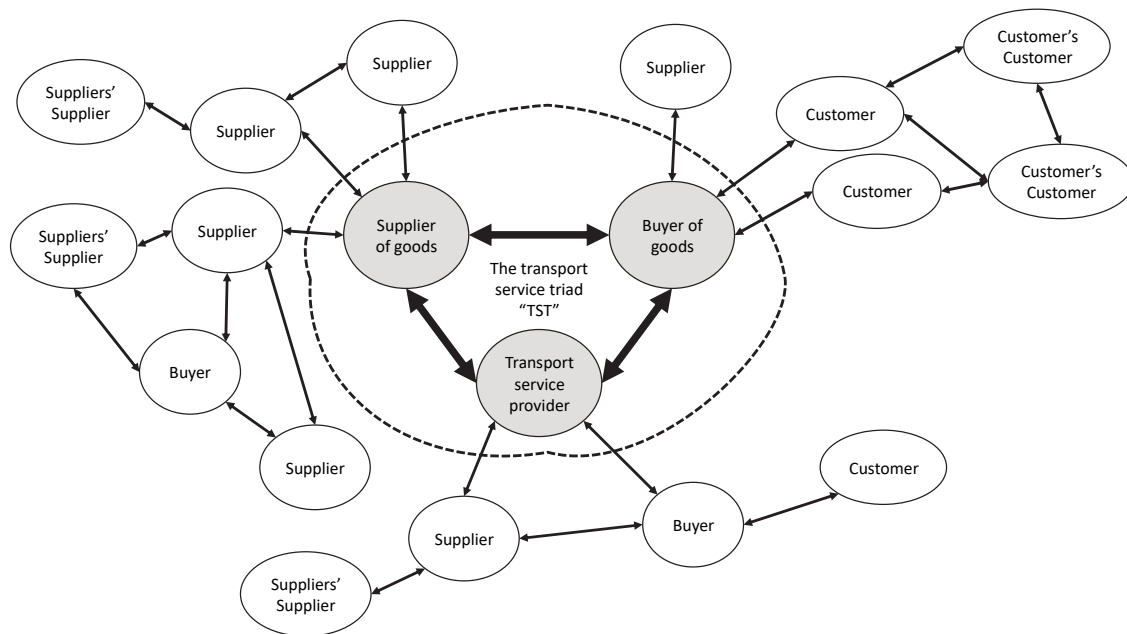 Customer’s
Customer
Supplier
Supplier
Suppliers’
Supplier
Customer
Supplier
Customer’s
Customer
Customer
Supplier
of goods
Buyer of
goods
Suppliers’
Supplier
Supplier
The transport
service triad
“TST”
Buyer
Transport
service
provider
Supplier
Customer
Supplier
Buyer
Suppliers’
Supplier